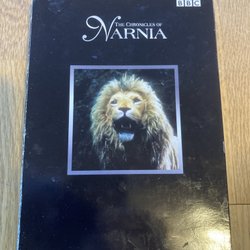 BBC
THE CHRONICLES OF
NARNIA